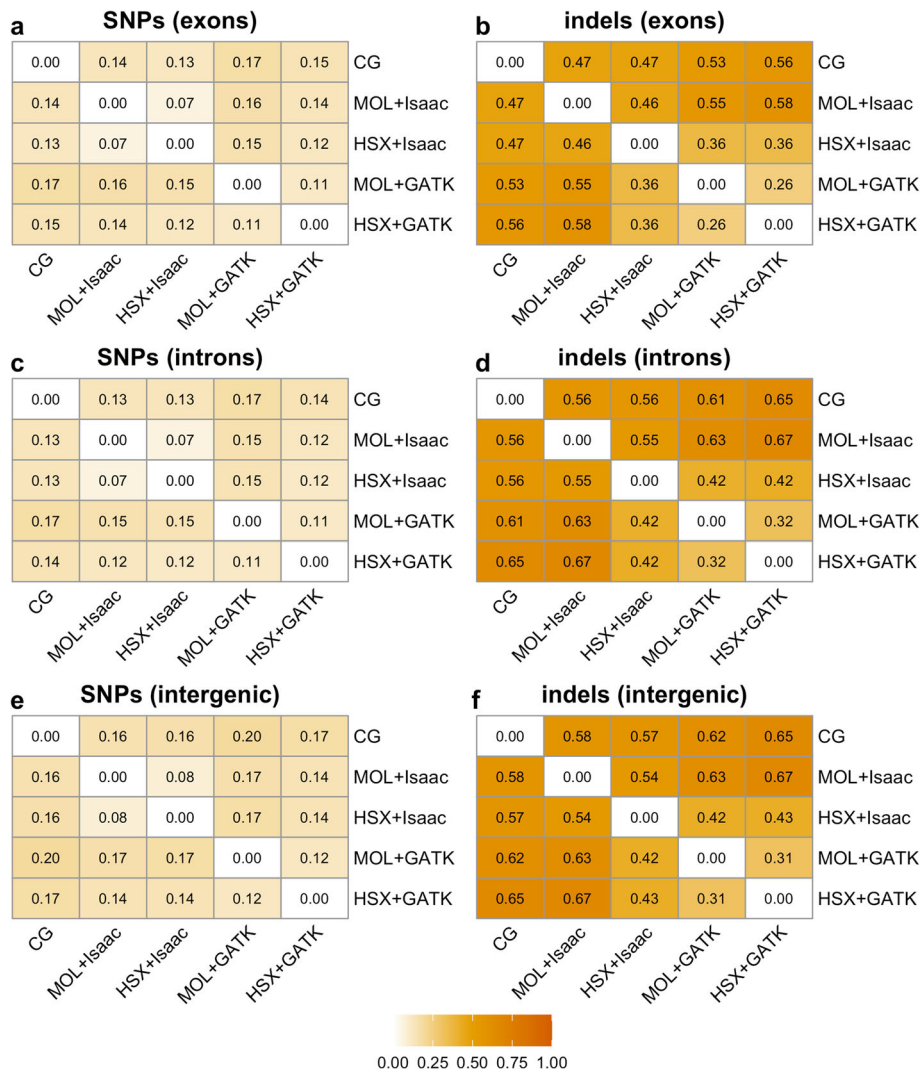 a SNPs (exons)
0.00 0.14 0.13 0.17 0.15 CG
0.14 0.00 0.07 0.16 0.14 MOL+Isaac
0.13 0.07 0.00 0.15 0.12 HSX+Isaac
0.17 0.16 0.15 0.00 0.11 MOL+GATK
0.15 0.14 0.12 0.11 0.00 HSX+GATK
CG MOL+Isaac HSX+Isaac MOL+GATK HSX+GATK
b indels (exons)
0.00 0.47 0.47 0.53 0.56 CG
0.47 0.00 0.46 0.55 0.58 MOL+Isaac
0.47 0.46 0.00 0.36 0.36 HSX+Isaac
0.53 0.55 0.36 0.00 0.26 MOL+GATK
0.56 0.58 0.36 0.26 0.00 HSX+GATK
CG MOL+Isaac HSX+Isaac MOL+GATK HSX+GATK
c SNPs (introns)
0.00 0.13 0.13 0.17 0.14 CG
0.13 0.00 0.07 0.15 0.12 MOL+Isaac
0.13 0.07 0.00 0.15 0.12 HSX+Isaac
0.17 0.15 0.15 0.00 0.11 MOL+GATK
0.14 0.12 0.12 0.11 0.00 HSX+GATK
CG MOL+Isaac HSX+Isaac MOL+GATK HSX+GATK
d indels (introns)
0.00 0.56 0.56 0.61 0.65 CG
0.56 0.00 0.55 0.63 0.67 MOL+Isaac
0.56 0.55 0.00 0.42 0.42 HSX+Isaac
0.61 0.63 0.42 0.00 0.32 MOL+GATK
0.65 0.67 0.42 0.32 0.00 HSX+GATK
CG MOL+Isaac HSX+Isaac MOL+GATK HSX+GATK
e SNPs (intergenic)
0.00 0.16 0.16 0.20 0.17 CG
0.16 0.00 0.08 0.17 0.14 MOL+Isaac
0.16 0.08 0.00 0.17 0.14 HSX+Isaac
0.20 0.17 0.17 0.00 0.12 MOL+GATK
0.17 0.14 0.14 0.12 0.00 HSX+GATK
CG MOL+Isaac HSX+Isaac MOL+GATK HSX+GATK
f indels (intergenic)
0.00 0.58 0.57 0.62 0.65 CG
0.58 0.00 0.54 0.63 0.67 MOL+Isaac
0.57 0.54 0.00 0.42 0.43 HSX+Isaac
0.62 0.63 0.42 0.00 0.31 MOL+GATK
0.65 0.67 0.43 0.31 0.00 HSX+GATK
CG MOL+Isaac HSX+Isaac MOL+GATK HSX+GATK
0.00 0.25 0.50 0.75 1.00